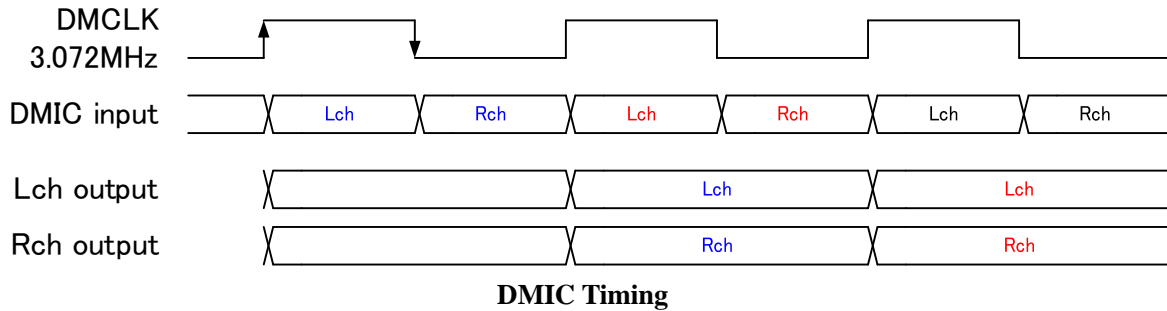 DMCLK
3.072MHz
DMIC input Lch Rch Lch Rch Lch Rch
Lch output Lch Lch
Rch output Rch Rch
DMIC Timing